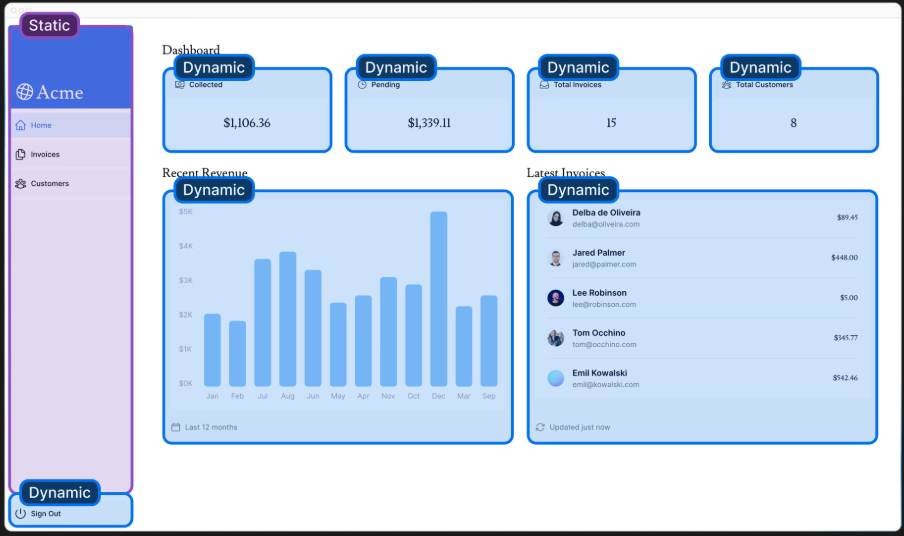 Static
Acme
Home
Invoices
Customers
Dynamic
Sign Out
Dashboard
Dynamic
Collected
$1,106.36
Dynamic
Pending
$1,339.11
Dynamic
Total Invoices
15
Dynamic
Total Customers
8
Recent Revenue
Dynamic
$5K
$4K
$3K
$2K
$1K
$0K
Jan Feb Jul Aug Jun May Apr Nov Oct Dec Mar Sep
Last 12 months
Latest Invoices
Dynamic
Delba de Oliveira
delba@oliveira.com
$89.45
Jared Palmer
jared@palmer.com
$448.00
Lee Robinson
lee@robinson.com
$5.00
Tom Occhino
tom@occhino.com
$345.77
Emil Kowalski
emil@kowalski.com
$542.46
Updated just now